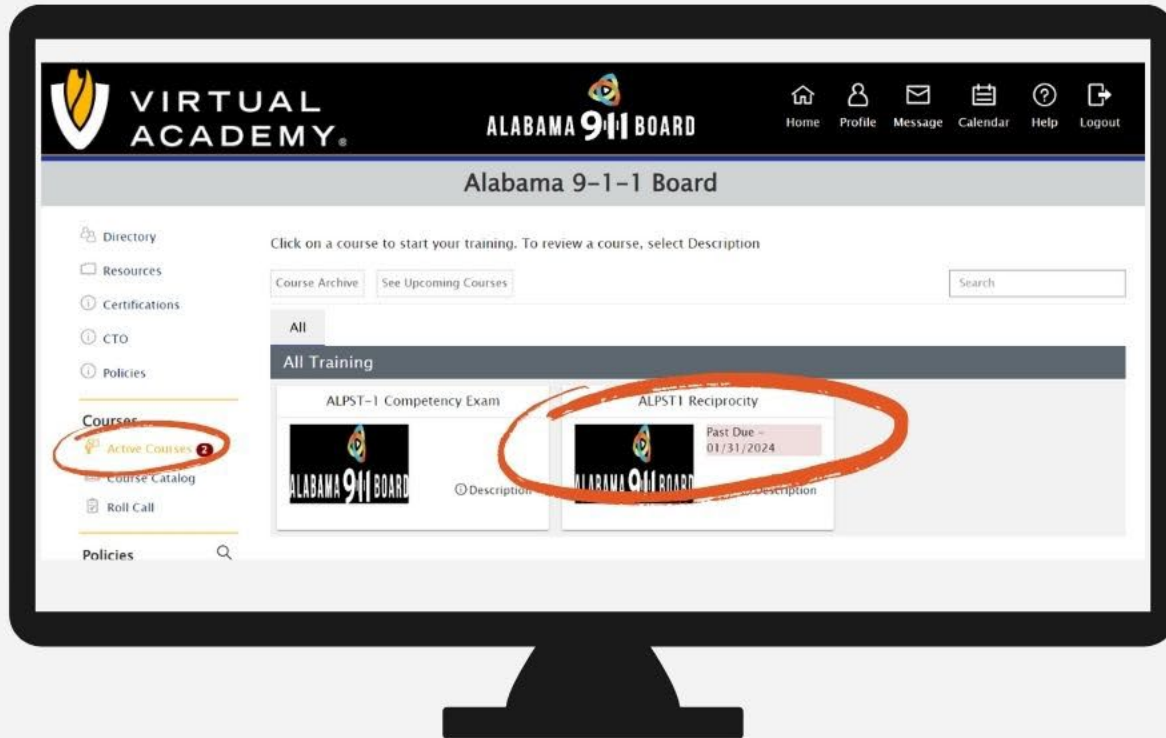 VIRTUAL
ACADEMY®
ALABAMA 911 BOARD
Home Profile Message Calendar Help Logout
Alabama 9-1-1 Board
Directory
Resources
Certifications
CTO
Policies
Courses
Active Courses 2
Course Catalog
Roll Call
Policies
Click on a course to start your training. To review a course, select Description
Course Archive See Upcoming Courses Search
All
All Training
ALPST-1 Competency Exam
ALABAMA 911 BOARD
Description
ALPST1 Reciprocity
Past Due -
01/31/2024
ALABAMA 911 BOARD
Description